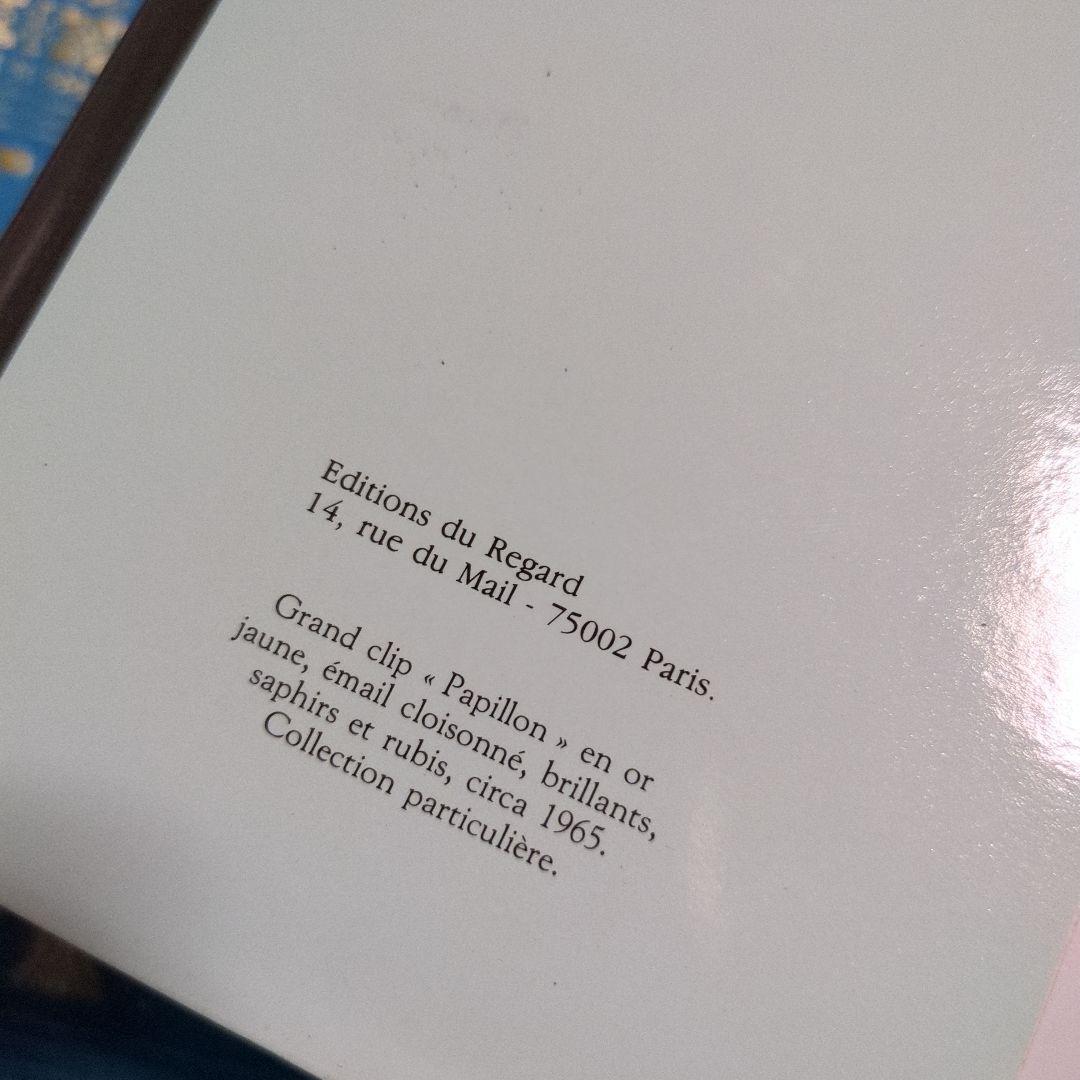 Editions du Regard
14, rue du Mail - 75002 Paris.
Grand clip « Papillon » en or
jaune, émail cloisonné, brillants,
saphirs et rubis, circa 1965.
Collection particulière.